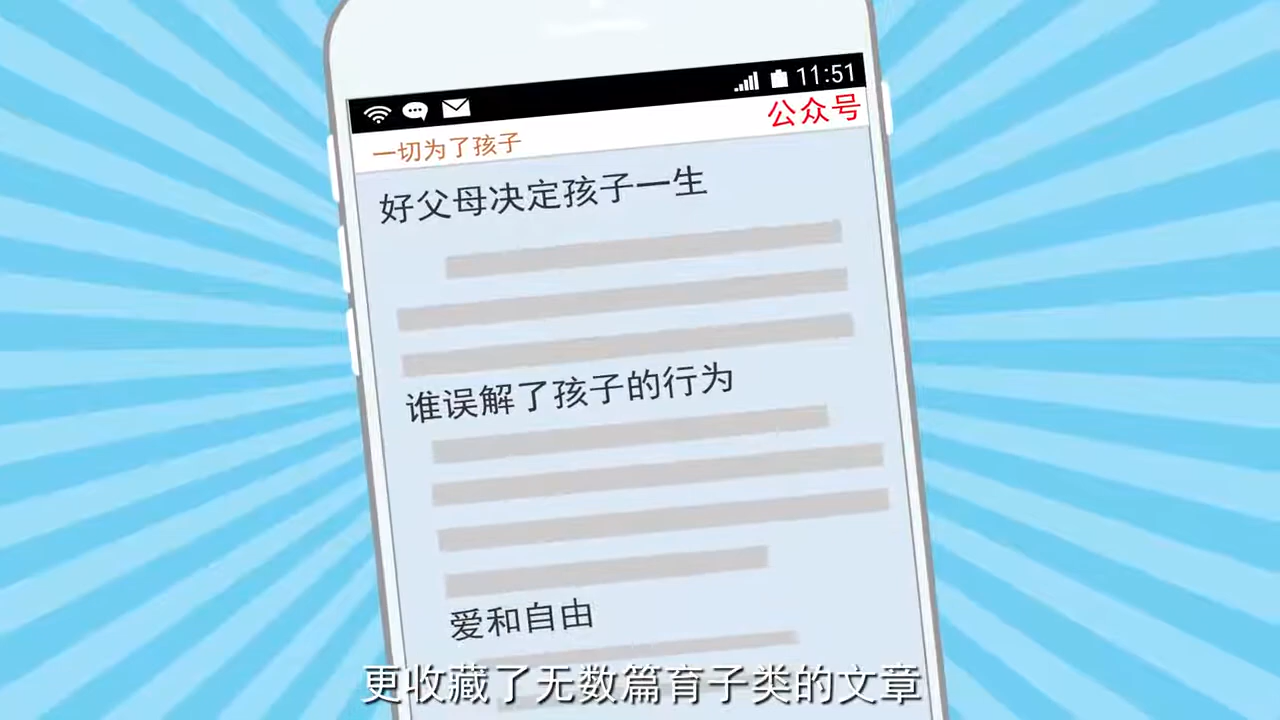 11:51
公众号
一切为了孩子
好父母决定孩子一生
谁误解了孩子的行为
爱和自由
更收藏了无数篇育子类的文章